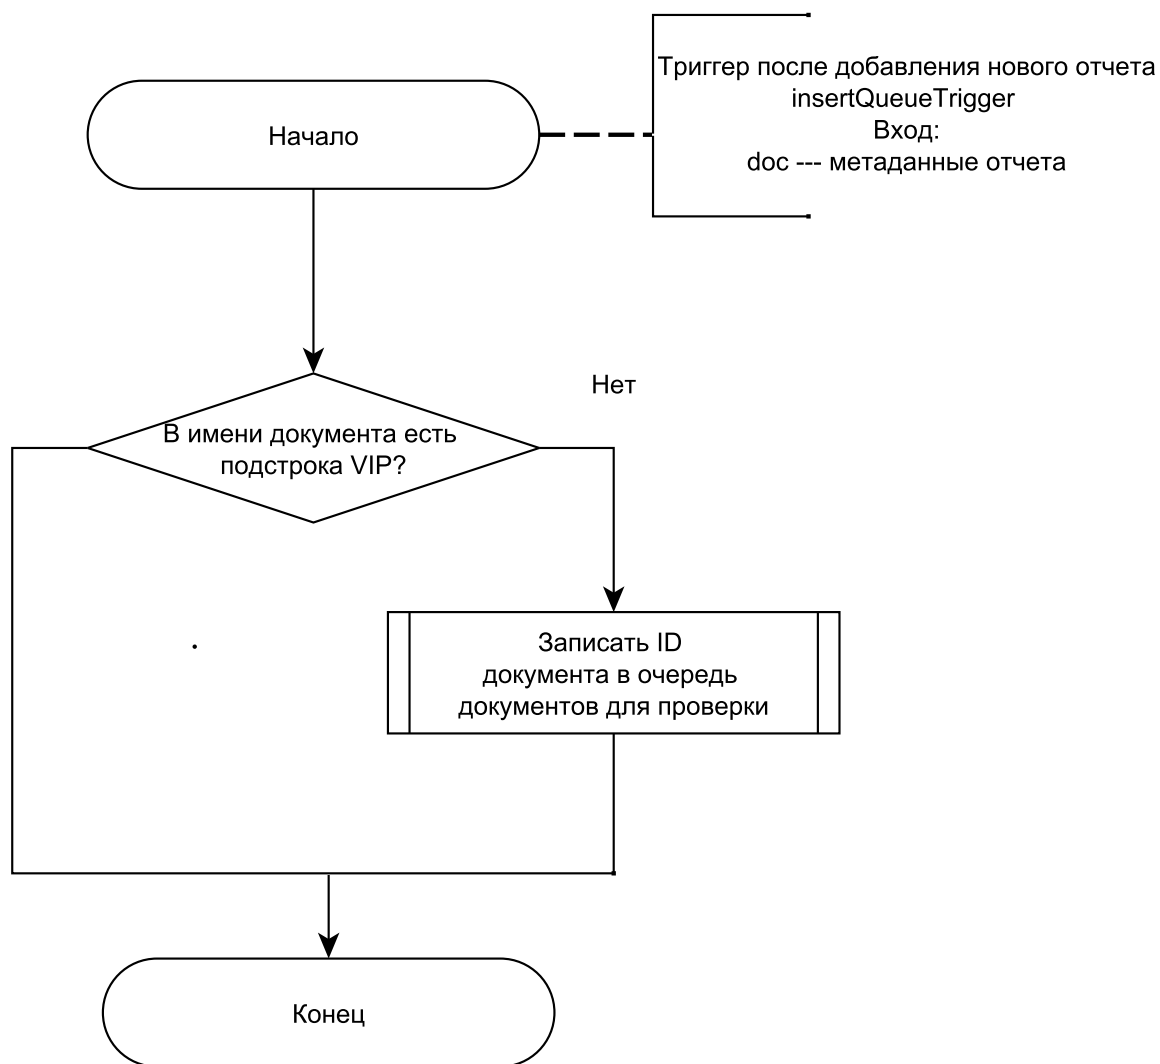 Триггер после добавления нового отчета
insertQueueTrigger
Вход:
doc --- метаданные отчета
Начало
Нет
В имени документа есть
подстрока VIP?
Записать ID
документа в очередь
документов для проверки
Конец